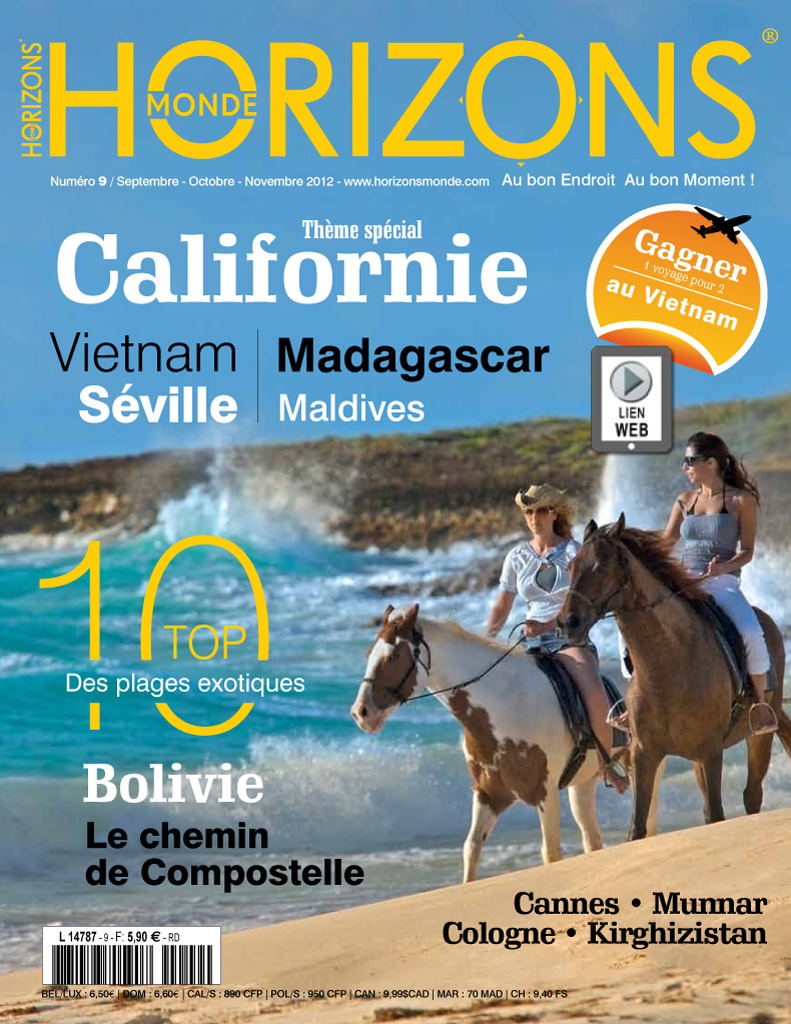 HORIZONS
HORIZONS®
MONDE
Numéro 9 / Septembre - Octobre - Novembre 2012 - www.horizonsmonde.com Au bon Endroit Au bon Moment !
Thème spécial
Californie
Gagner
1 voyage pour 2
au Vietnam
Vietnam
Séville
Madagascar
Maldives
LIEN
WEB
10
TOP
Des plages exotiques
Bolivie
Le chemin
de Compostelle
Cannes • Munnar
Cologne • Kirghizistan
L 14787 - 9 - F: 5,90 € - RD
BEL/LUX : 6,50€ | DOM : 6,60€ | CAL/S : 890 CFP | POL/S : 950 CFP | CAN : 9,99$CAD | MAR : 70 MAD | CH : 9,40 FS